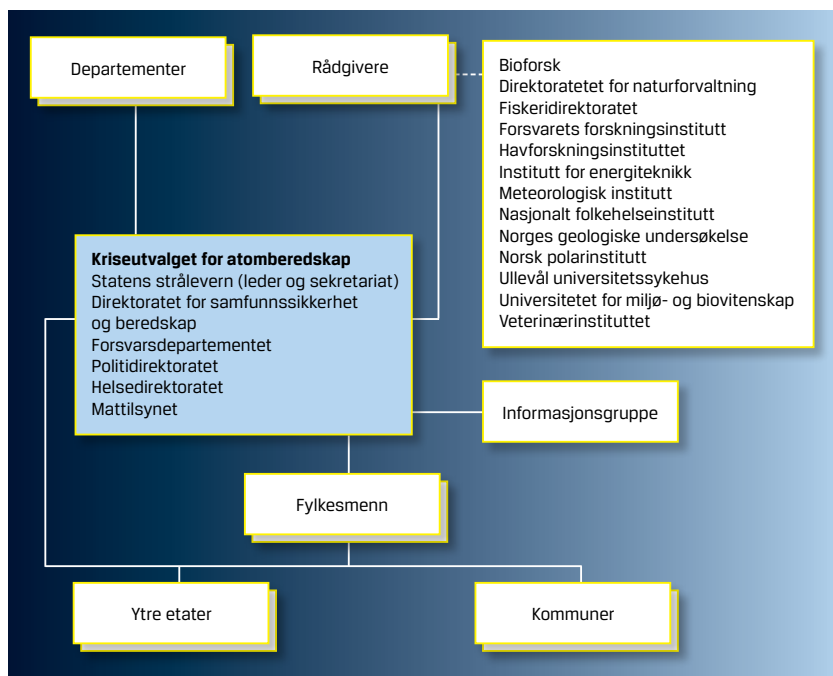 Departementer
Rådgivere
Bioforsk
Direktoratetet for naturforvaltning
Fiskeridirektoratet
Forsvarets forskningsinstitutt
Havforskningsinstituttet
Institutt for energiteknikk
Meteorologisk institutt
Nasjonalt folkehelseinstitutt
Norges geologiske undersøkelse
Norsk polarinstitutt
Ullevål universitetssykehus
Universitetet for miljø- og biovitenskap
Veterinærinstituttet
Kriseutvalget for atomberedskap
Statens strålevern (leder og sekretariat)
Direktoratet for samfunnssikkerhet
og beredskap
Forsvarsdepartementet
Politidirektoratet
Helsedirektoratet
Mattilsynet
Informasjonsgruppe
Fylkesmenn
Ytre etater
Kommuner